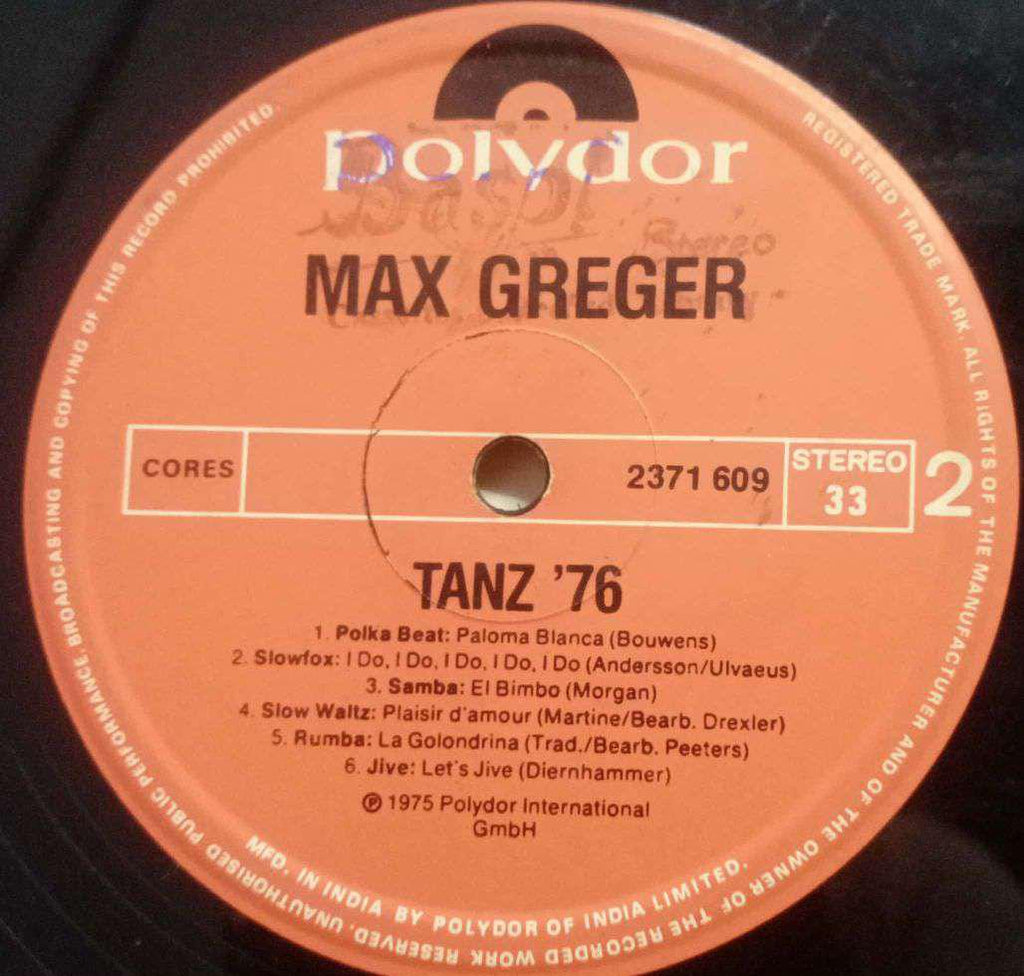 polydor
Stereo
MAX GREGER
CORES
2371 609
STEREO
33
2
TANZ '76
1. Polka Beat: Paloma Blanca (Bouwens)
2. Slowfox: I Do, I Do, I Do, I Do, I Do (Andersson/Ulvaeus)
3. Samba: El Bimbo (Morgan)
4. Slow Waltz: Plaisir d'amour (Martine/Bearb. Drexler)
5. Rumba: La Golondrina (Trad./Bearb. Peeters)
6. Jive: Let's Jive (Diernhammer)
℗ 1975 Polydor International
GmbH
REGISTERED TRADE MARK. ALL RIGHTS OF THE MANUFACTURER AND OF THE OWNER OF THE RECORDED WORK RESERVED. UNAUTHORISED PUBLIC PERFORMANCE, BROADCASTING AND COPYING OF THIS RECORD PROHIBITED.
MFD. IN INDIA BY POLYDOR OF INDIA LIMITED.